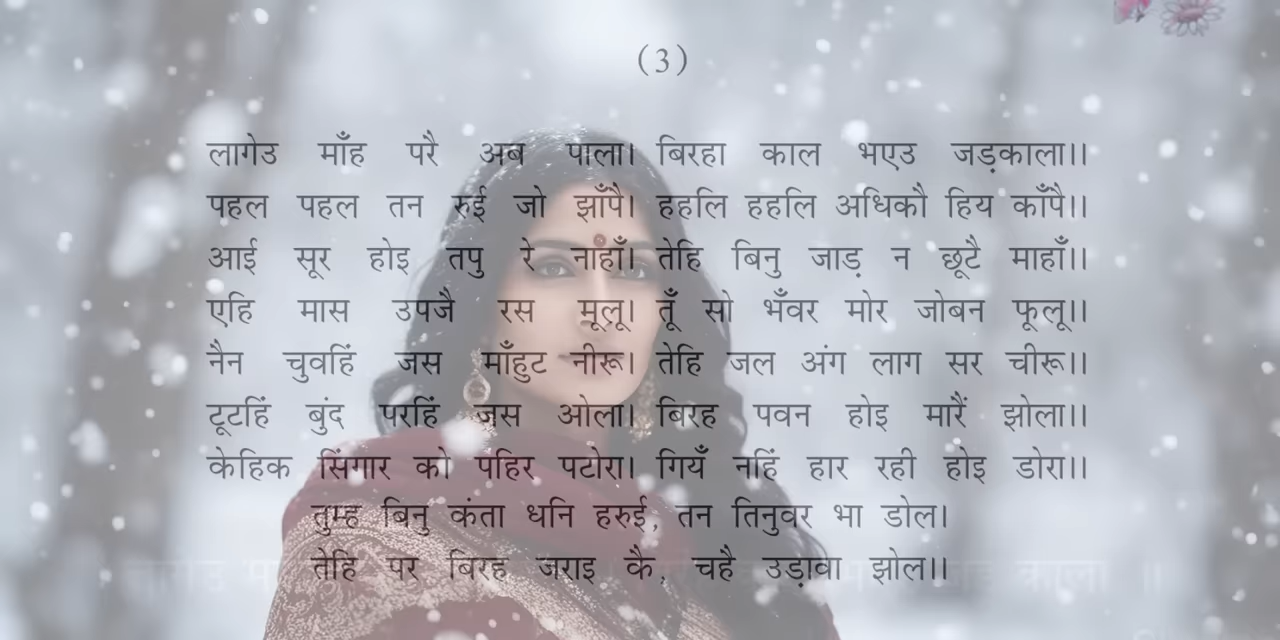 (3)
लागेउ माँह परै अब पाला। बिरहा काल भएउ जड़काला।।
पहल पहल तन रुई जो झाँपै। हहलि हहलि अधिकौ हिय काँपै।।
आई सूर होइ तपु रे नाहाँ। तेहि बिनु जाड़ न छूटै माहाँ।।
एहि मास उपजै रस मूलू। तूँ सो भँवर मोर जोबन फूलू।।
नैन चुवहिं जस माँहुट नीरू। तेहि जल अंग लाग सर चीरू।।
टूटहिं बुंद परहिं जस ओला। बिरह पवन होइ मारैं झोला।।
केहिक सिंगार को पहिर पटोरा। गियँ नहिं हार रही होइ डोरा।।
तुम्ह बिनु कंता धनि हरुई, तन तिनुवर भा डोल।
तेहि पर बिरह जराइ कै, चहै उड़ावा झोल।।